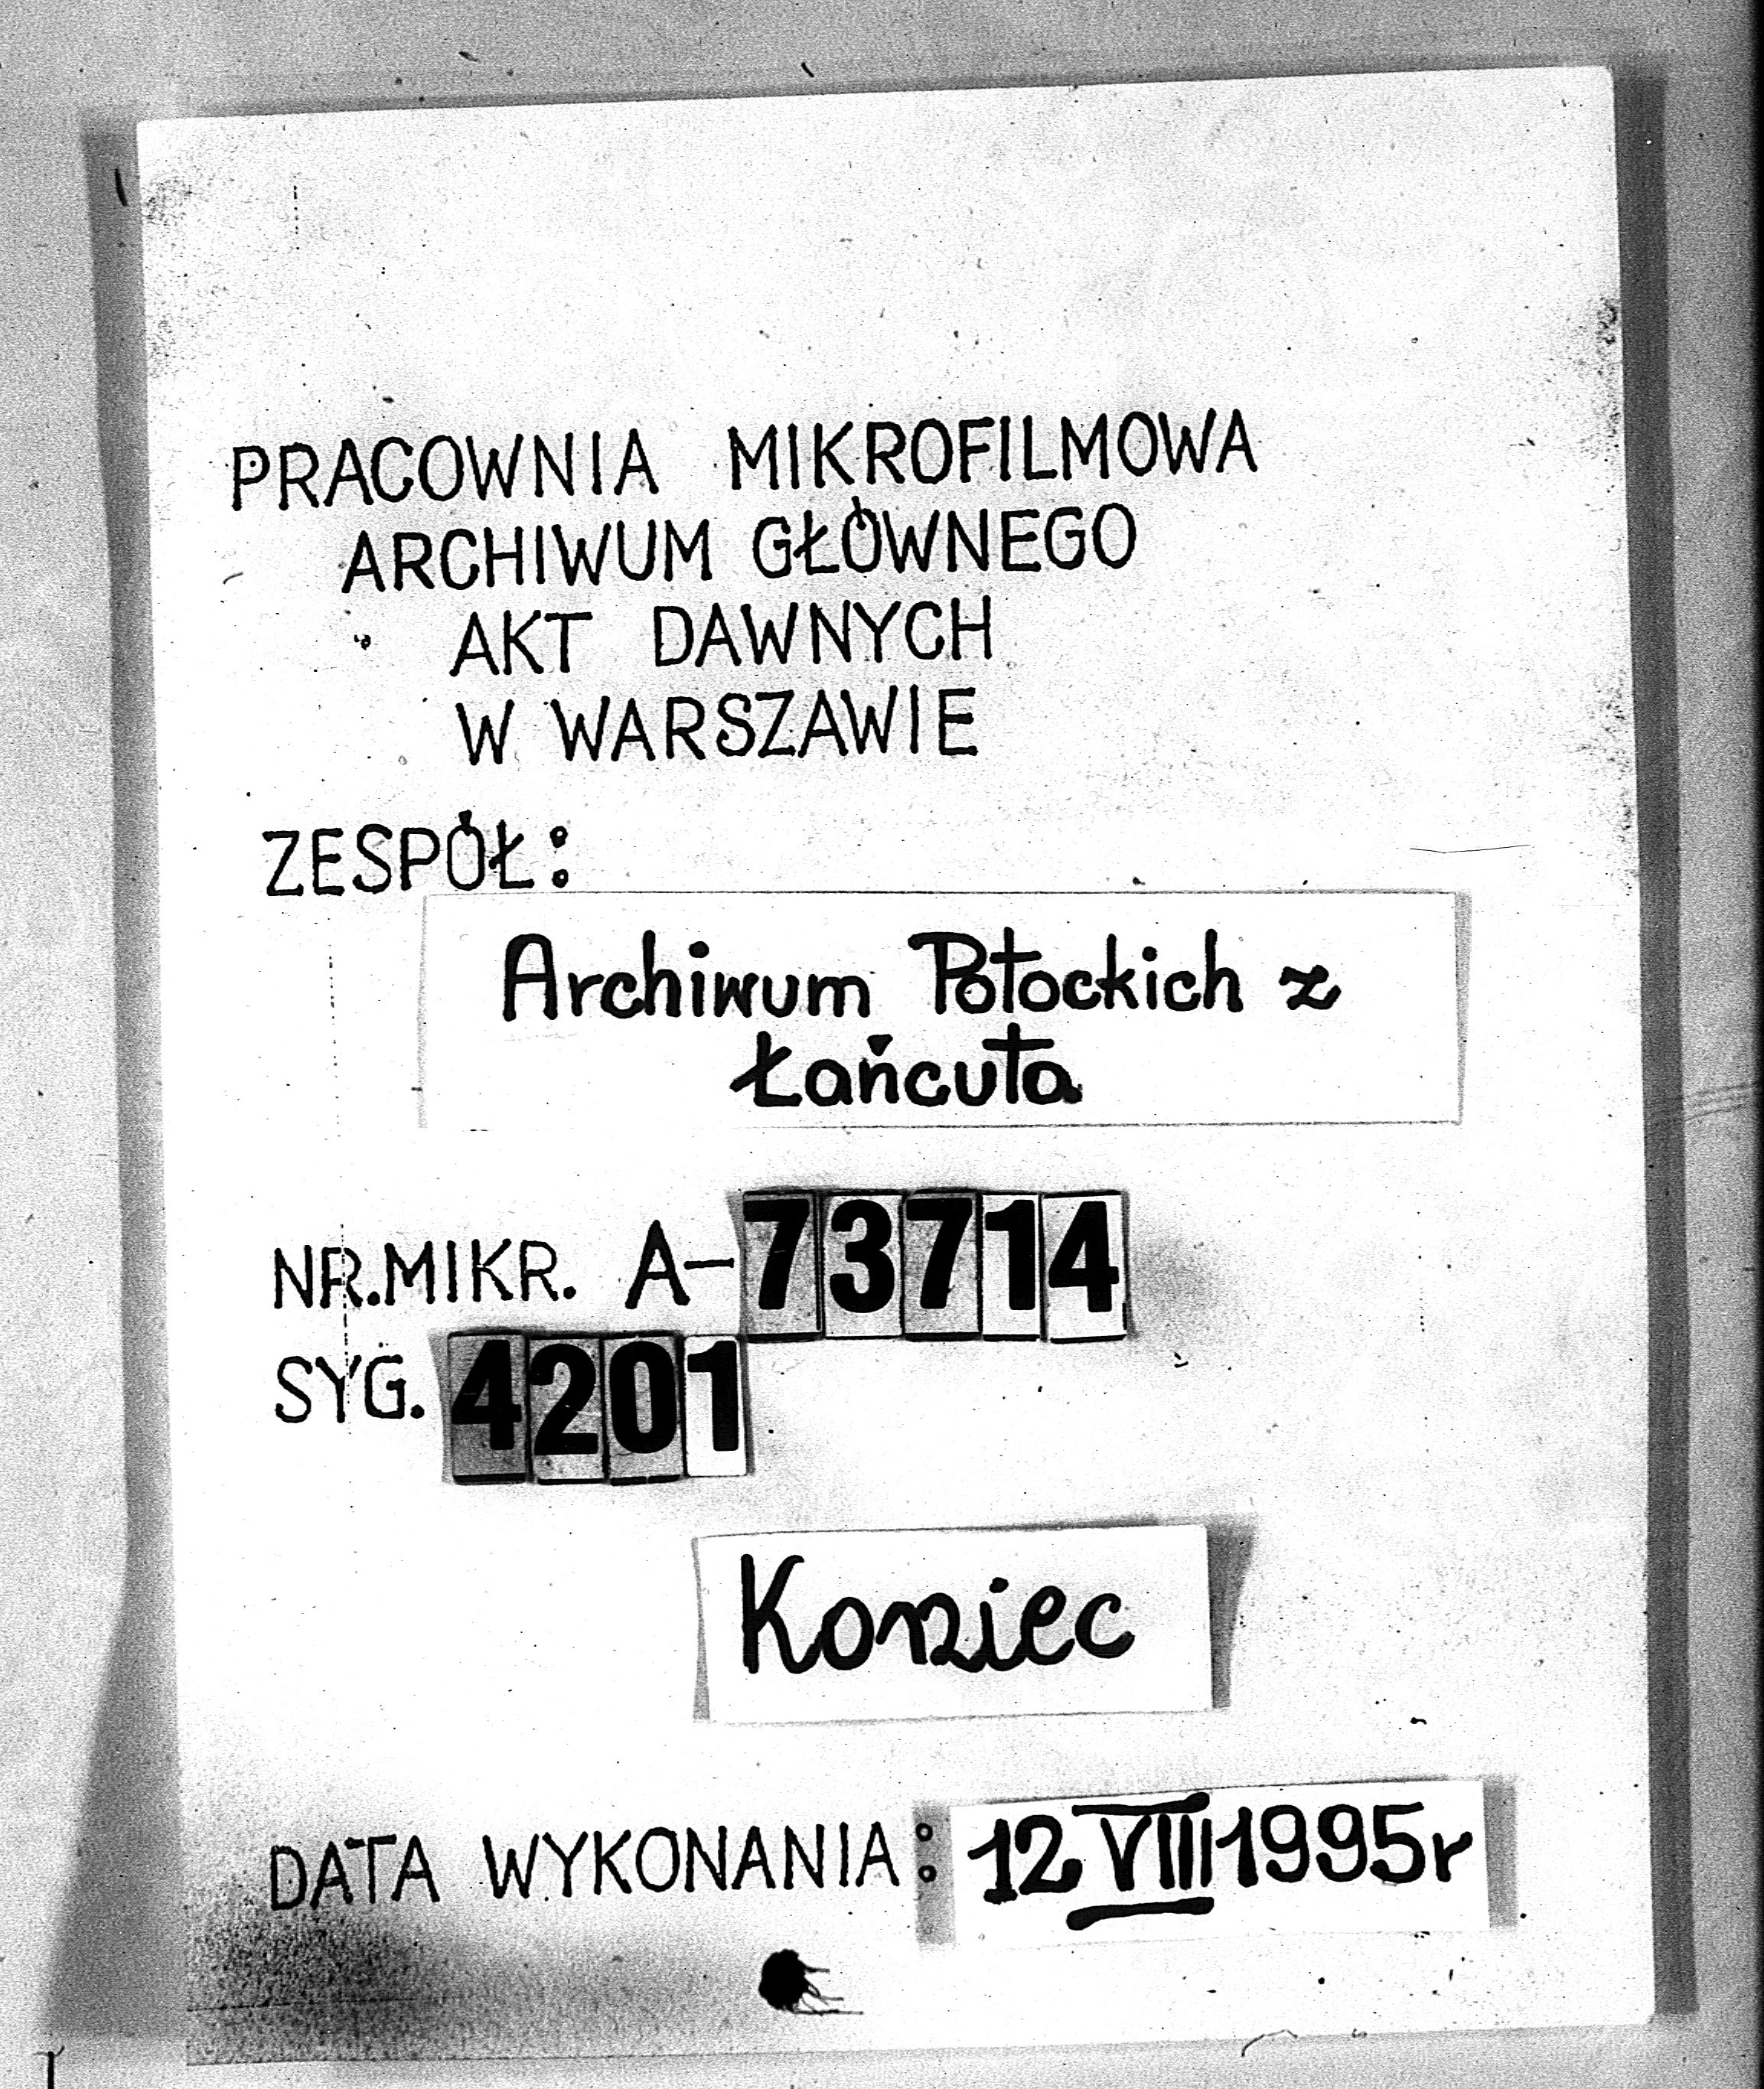 PRACOWNIA MIKROFILMOWA
ARCHIWUM GŁÓWNEGO
AKT DAWNYCH
W WARSZAWIE
ZESPÓŁ:
Archiwum Potockich z
Łańcuta
NR.MIKR. A-73714
SYG. 4201
Koniec
DATA WYKONANIA: 12 VIII 1995r